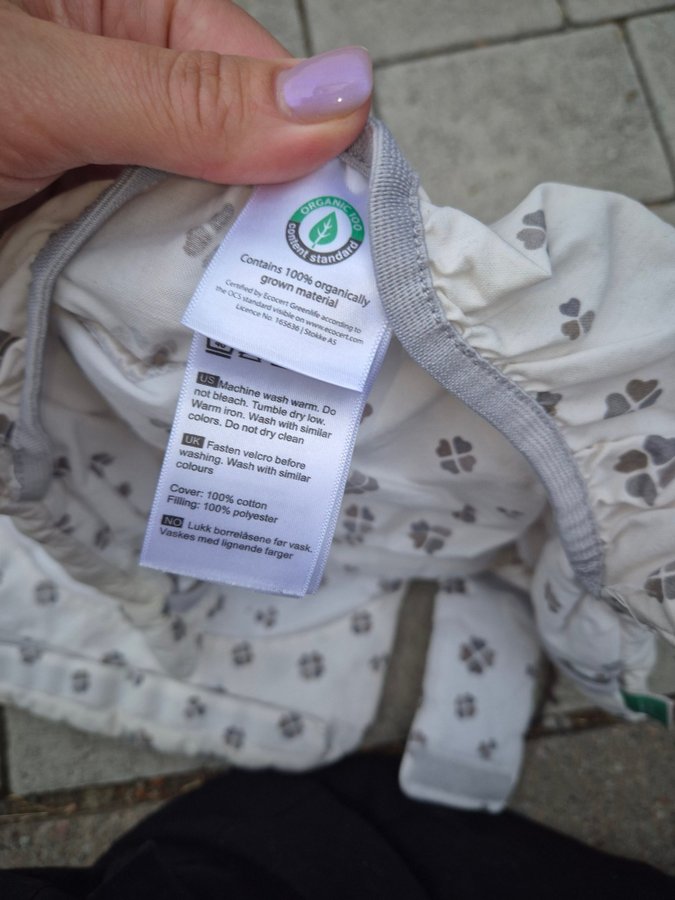 ORGANIC 100
content standard
Contains 100% organically
grown material
Certified by Ecocert Greenlife according to
the OCS standard visible on www.ecocert.com
Licence No. 165636 | Stokke AS
US Machine wash warm. Do
not bleach. Tumble dry low.
Warm iron. Wash with similar
colors. Do not dry clean
UK Fasten velcro before
washing. Wash with similar
colours
Cover: 100% cotton
Filling: 100% polyester
NO Lukk borrelåsene før vask.
Vaskes med lignende farger